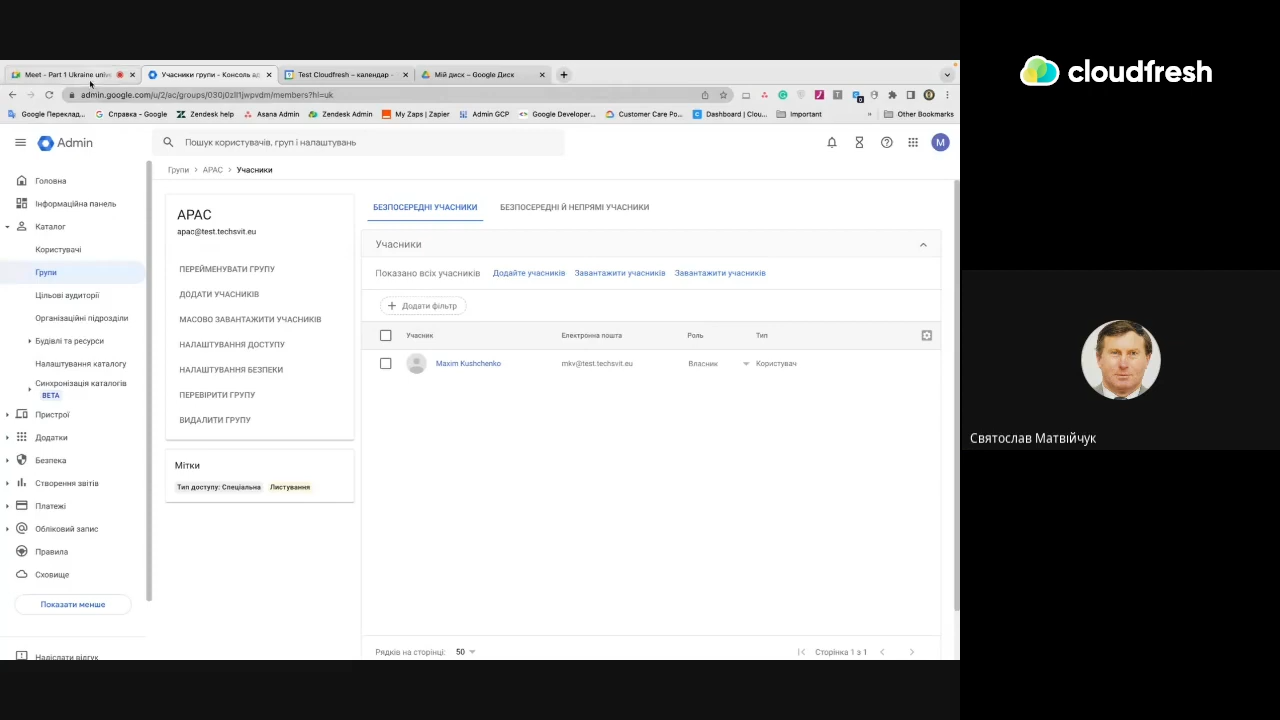 Meet - Part 1 Ukraine univ
Учасники групи - Консоль ад
Test Cloudfresh – календар -
Мій диск – Google Диск
admin.google.com/u/2/ac/groups/030j0zll1jwpvdm/members?hl=uk
Google Переклад...
Справка - Google
Zendesk help
Asana Admin
Zendesk Admin
My Zaps | Zapier
Admin GCP
Google Developer...
Customer Care Po...
Dashboard | Clou...
Important
»
Other Bookmarks
Admin
Пошук користувачів, груп і налаштувань
M
Головна
Інформаційна панель
Каталог
Користувачі
Групи
Цільові аудиторії
Організаційні підрозділи
Будівлі та ресурси
Налаштування каталогу
Синхронізація каталогів
BETA
Пристрої
Додатки
Безпека
Створення звітів
Платежі
Обліковий запис
Правила
Сховище
Показати менше
Надіслати відгук
Групи > APAC > Учасники
APAC
apac@test.techsvit.eu
ПЕРЕЙМЕНУВАТИ ГРУПУ
ДОДАТИ УЧАСНИКІВ
МАСОВО ЗАВАНТАЖИТИ УЧАСНИКІВ
НАЛАШТУВАННЯ ДОСТУПУ
НАЛАШТУВАННЯ БЕЗПЕКИ
ПЕРЕВІРИТИ ГРУПУ
ВИДАЛИТИ ГРУПУ
Мітки
Тип доступу: Спеціальна
Листування
БЕЗПОСЕРЕДНІ УЧАСНИКИ
БЕЗПОСЕРЕДНІ Й НЕПРЯМІ УЧАСНИКИ
Учасники
Показано всіх учасників
Додайте учасників
Завантажити учасників
Завантажити учасників
Додати фільтр
Учасник
Електронна пошта
Роль
Тип
Maxim Kushchenko
mkv@test.techsvit.eu
Власник
Користувач
Рядків на сторінці: 50
Сторінка 1 з 1
cloudfresh
Святослав Матвійчук